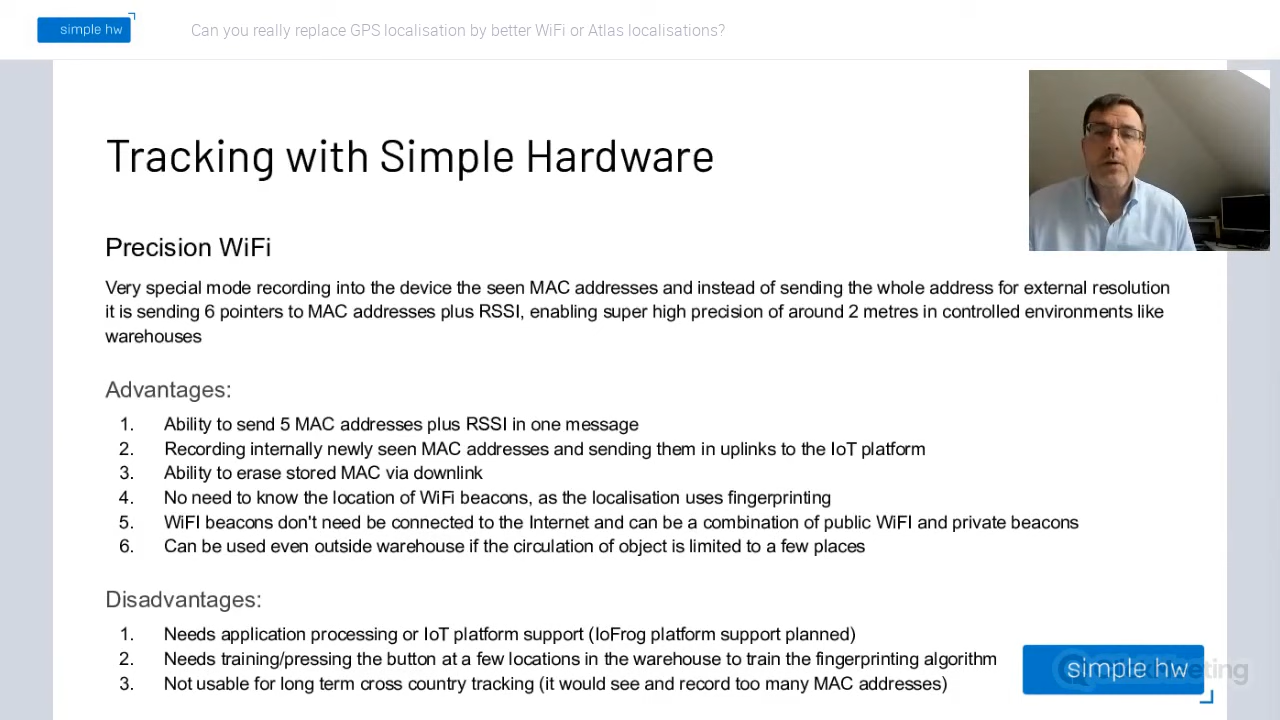 simple hw
Can you really replace GPS localisation by better WiFi or Atlas localisations?
Tracking with Simple Hardware
Precision WiFi
Very special mode recording into the device the seen MAC addresses and instead of sending the whole address for external resolution
it is sending 6 pointers to MAC addresses plus RSSI, enabling super high precision of around 2 metres in controlled environments like
warehouses
Advantages:
1. Ability to send 5 MAC addresses plus RSSI in one message
2. Recording internally newly seen MAC addresses and sending them in uplinks to the IoT platform
3. Ability to erase stored MAC via downlink
4. No need to know the location of WiFi beacons, as the localisation uses fingerprinting
5. WiFI beacons don't need be connected to the Internet and can be a combination of public WiFI and private beacons
6. Can be used even outside warehouse if the circulation of object is limited to a few places
Disadvantages:
1. Needs application processing or IoT platform support (IoFrog platform support planned)
2. Needs training/pressing the button at a few locations in the warehouse to train the fingerprinting algorithm
3. Not usable for long term cross country tracking (it would see and record too many MAC addresses)
simple hw